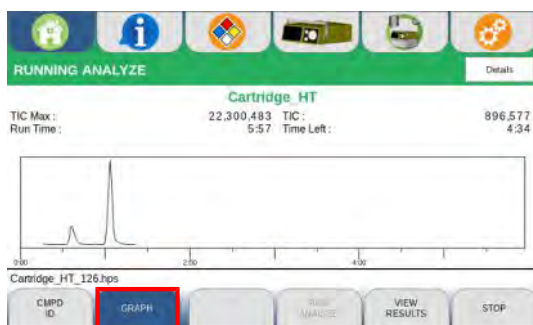 RUNNING ANALYZE
Details
Cartridge_HT
TIC Max : 22,300,483 TIC : 896,577
Run Time : 5:57 Time Left : 4:34
0:00 2:00 4:00
Cartridge_HT_126.hps
CMPD ID
GRAPH
ANALYZE
VIEW RESULTS
STOP